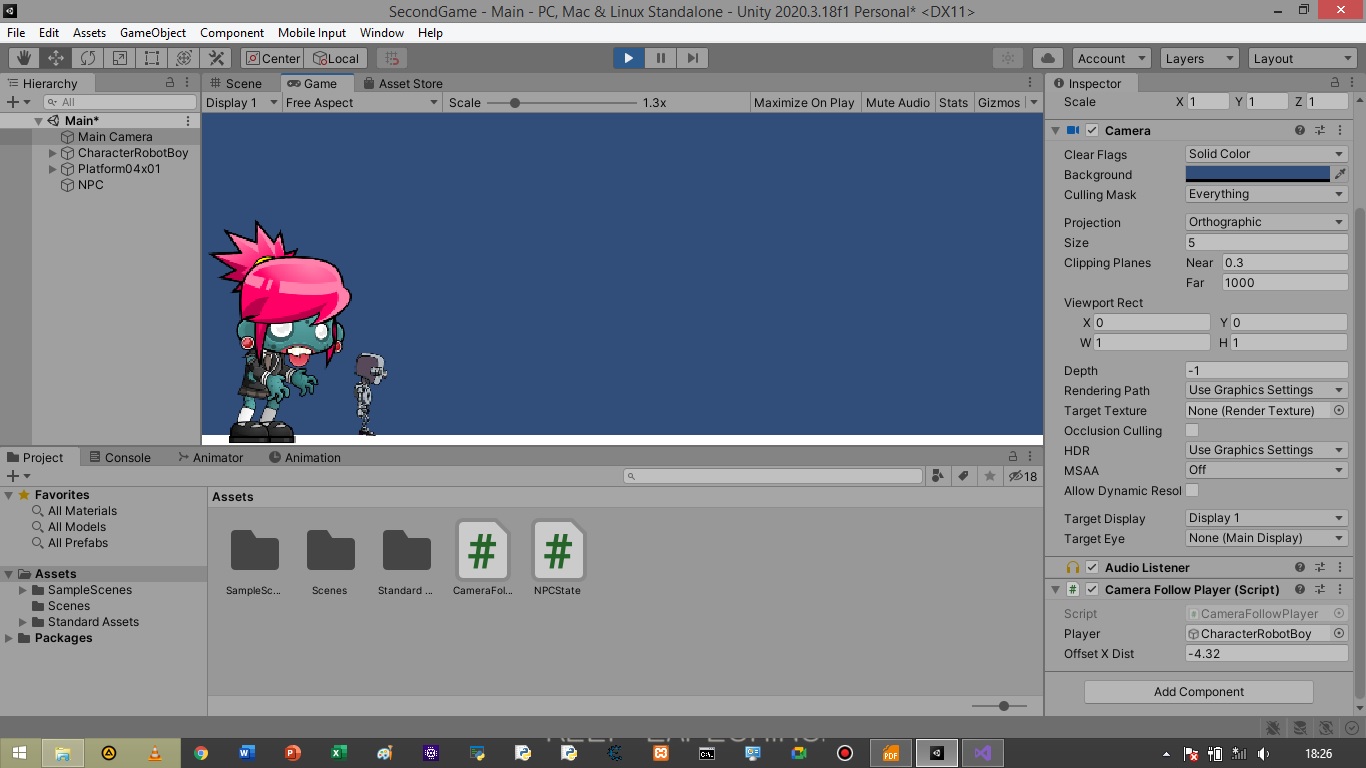 SecondGame - Main - PC, Mac & Linux Standalone - Unity 2020.3.18f1 Personal* <DX11>
File Edit Assets GameObject Component Mobile Input Window Help
Center Local Account Layers Layout
Hierarchy
All
Main*
Main Camera
CharacterRobotBoy
Platform04x01
NPC
Scene Game Asset Store
Display 1 Free Aspect Scale 1.3x Maximize On Play Mute Audio Stats Gizmos
Inspector
Scale X 1 Y 1 Z 1
Camera
Clear Flags Solid Color
Background
Culling Mask Everything
Projection Orthographic
Size 5
Clipping Planes Near 0.3
Far 1000
Viewport Rect
X 0 Y 0
W 1 H 1
Depth -1
Rendering Path Use Graphics Settings
Target Texture None (Render Texture)
Occlusion Culling
HDR Use Graphics Settings
MSAA Off
Allow Dynamic Resol
Target Display Display 1
Target Eye None (Main Display)
Audio Listener
Camera Follow Player (Script)
Script CameraFollowPlayer
Player CharacterRobotBoy
Offset X Dist -4.32
Add Component
Project Console Animator Animation
18
Favorites
All Materials
All Models
All Prefabs
Assets
SampleScenes
Scenes
Standard Assets
Packages
Assets
SampleSc... Scenes Standard ... CameraFol... NPCState
18:26